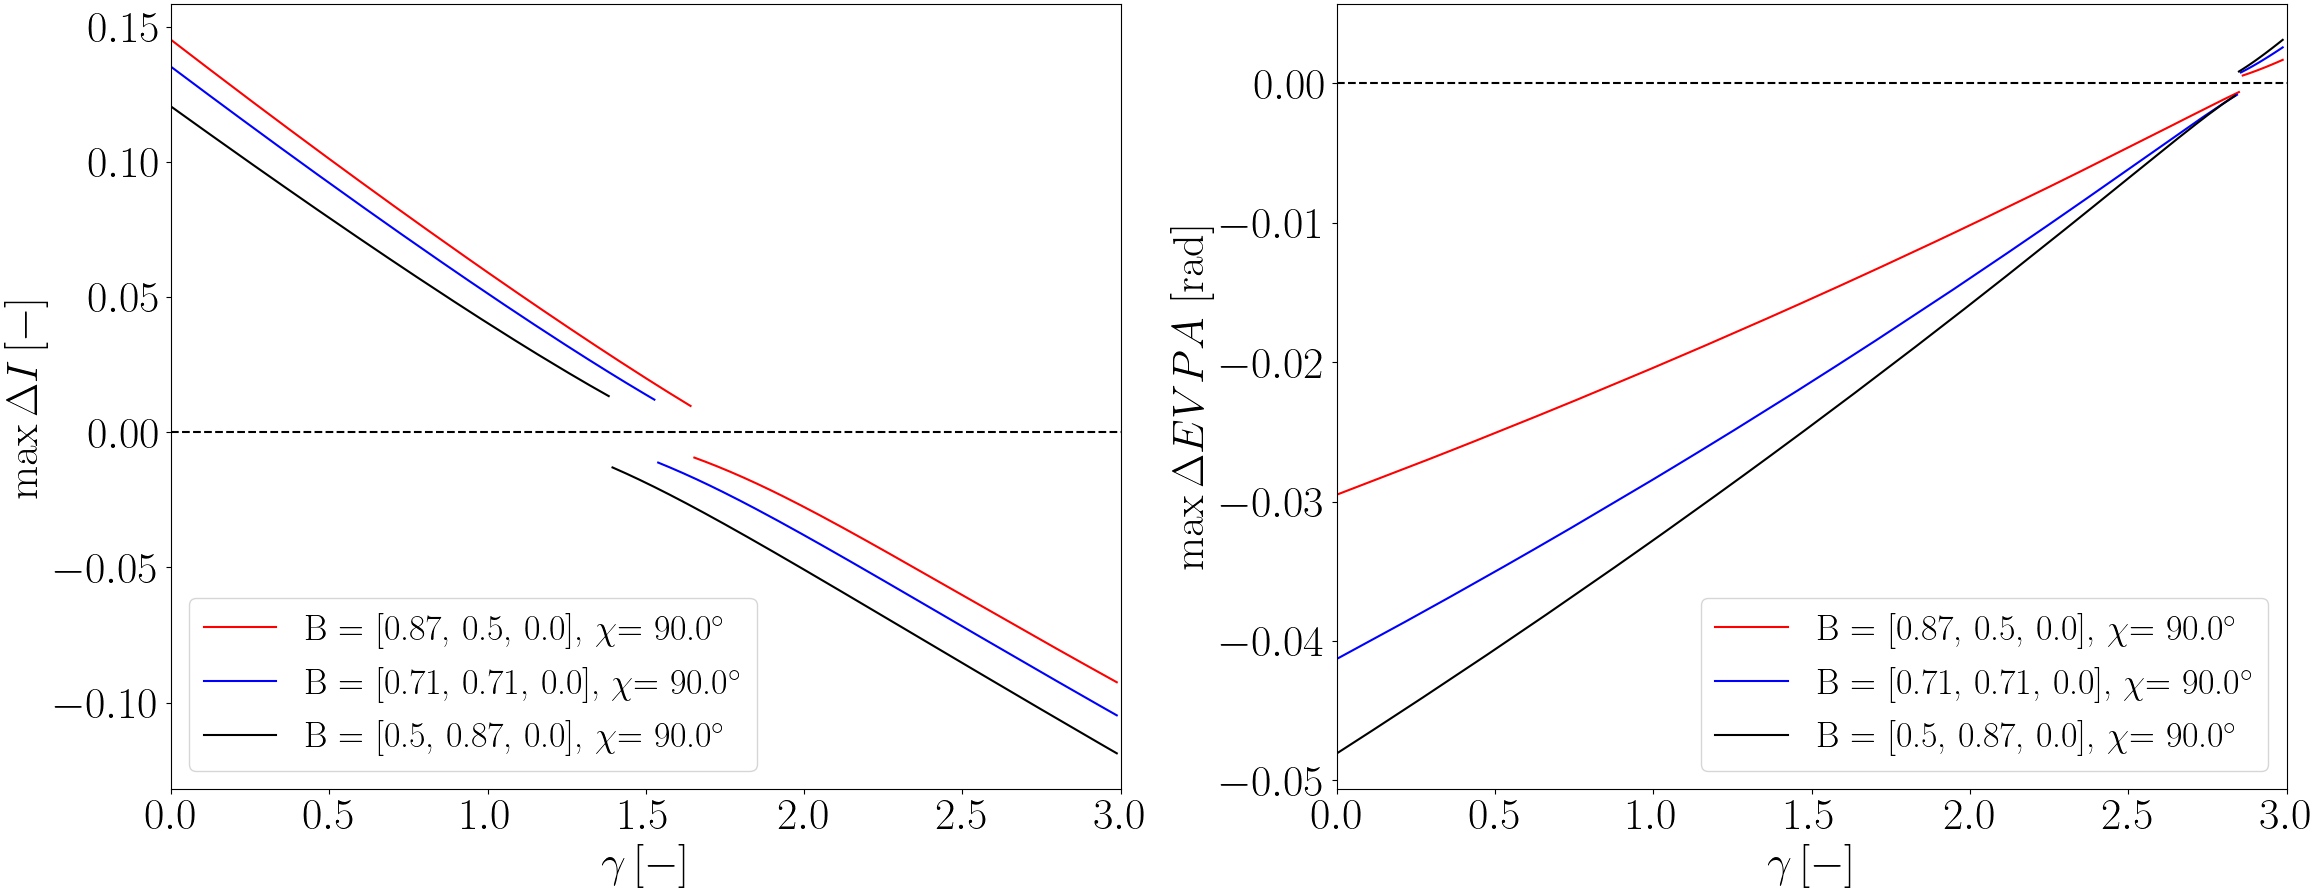 0.15
0.10
0.05
0.00
−0.05
−0.10
max ΔI [−]
0.0 0.5 1.0 1.5 2.0 2.5 3.0
γ [−]
B = [0.87, 0.5, 0.0], χ= 90.0°
B = [0.71, 0.71, 0.0], χ= 90.0°
B = [0.5, 0.87, 0.0], χ= 90.0°
0.00
−0.01
−0.02
−0.03
−0.04
−0.05
max ΔEVPA [rad]
0.0 0.5 1.0 1.5 2.0 2.5 3.0
γ [−]
B = [0.87, 0.5, 0.0], χ= 90.0°
B = [0.71, 0.71, 0.0], χ= 90.0°
B = [0.5, 0.87, 0.0], χ= 90.0°